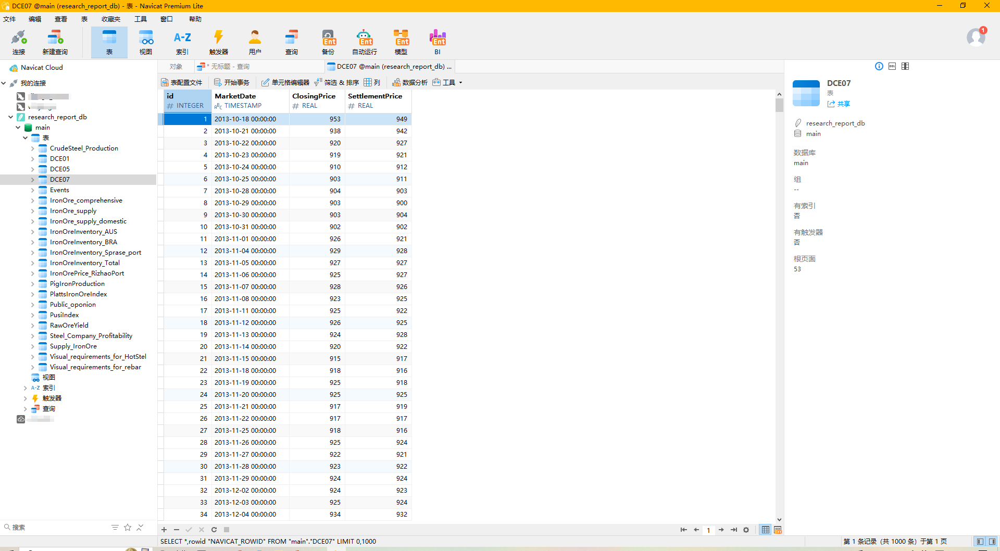 DCE07 @main (research_report_db) - 表 - Navicat Premium Lite
文件 编辑 查看 表 收藏夹 工具 窗口 帮助
连接 新建查询 表 视图 A-Z 索引 触发器 用户 查询 Ent 备份 Ent 自动运行 Ent 模型 Ent BI 1
对象 * 无标题 - 查询 DCE07 @main (research_report_db) ...
表配置文件 开始事务 单元格编辑器 筛选 & 排序 列 数据分析 工具
Navicat Cloud
我的连接
research_report_db
main
表
CrudeSteel_Production
DCE01
DCE05
DCE07
Events
IronOre_comprehensive
IronOre_supply
IronOre_supply_domestic
IronOreInventory_AUS
IronOreInventory_BRA
IronOreInventory_Sprase_port
IronOreInventory_Total
IronOrePrice_RizhaoPort
PigIronProduction
PlattsIronOreIndex
Public_oponion
PusiIndex
RawOreYield
Steel_Company_Profitability
Supply_IronOre
Visual_requirements_for_HotStel
Visual_requirements_for_rebar
视图
A-Z 索引
触发器
查询
搜索
id MarketDate ClosingPrice SettlementPrice
# INTEGER ABC TIMESTAMP # REAL # REAL
1 2013-10-18 00:00:00 953 949
2 2013-10-21 00:00:00 938 942
3 2013-10-22 00:00:00 920 927
4 2013-10-23 00:00:00 919 921
5 2013-10-24 00:00:00 910 912
6 2013-10-25 00:00:00 903 911
7 2013-10-28 00:00:00 904 903
8 2013-10-29 00:00:00 903 900
9 2013-10-30 00:00:00 903 904
10 2013-10-31 00:00:00 902 902
11 2013-11-01 00:00:00 926 921
12 2013-11-04 00:00:00 929 928
13 2013-11-05 00:00:00 927 927
14 2013-11-06 00:00:00 925 927
15 2013-11-07 00:00:00 928 926
16 2013-11-08 00:00:00 923 925
17 2013-11-11 00:00:00 925 922
18 2013-11-12 00:00:00 926 925
19 2013-11-13 00:00:00 924 928
20 2013-11-14 00:00:00 920 922
21 2013-11-15 00:00:00 915 917
22 2013-11-18 00:00:00 918 916
23 2013-11-19 00:00:00 925 918
24 2013-11-20 00:00:00 925 925
25 2013-11-21 00:00:00 917 919
26 2013-11-22 00:00:00 917 917
27 2013-11-25 00:00:00 918 916
28 2013-11-26 00:00:00 925 924
29 2013-11-27 00:00:00 922 921
30 2013-11-28 00:00:00 923 922
31 2013-11-29 00:00:00 924 924
32 2013-12-02 00:00:00 924 923
33 2013-12-03 00:00:00 925 924
34 2013-12-04 00:00:00 934 932
1
SELECT *,rowid "NAVICAT_ROWID" FROM "main"."DCE07" LIMIT 0,1000
第 1 条记录 (共 1000 条) 于第 1 页
DDL
DCE07
表
共享
research_report_db
main
数据库
main
组
--
有索引
否
有触发器
否
根页面
53